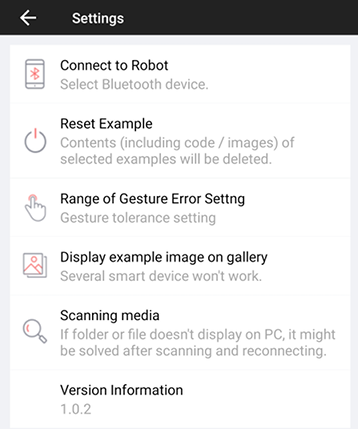 Settings
Connect to Robot
Select Bluetooth device.
Reset Example
Contents (including code / images) of
selected examples will be deleted.
Range of Gesture Error Settng
Gesture tolerance setting
Display example image on gallery
Several smart device won't work.
Scanning media
If folder or file doesn't display on PC, it might
be solved after scanning and reconnecting.
Version Information
1.0.2